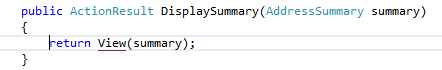 public ActionResult DisplaySummary(AddressSummary summary)
{
return View(summary);
}